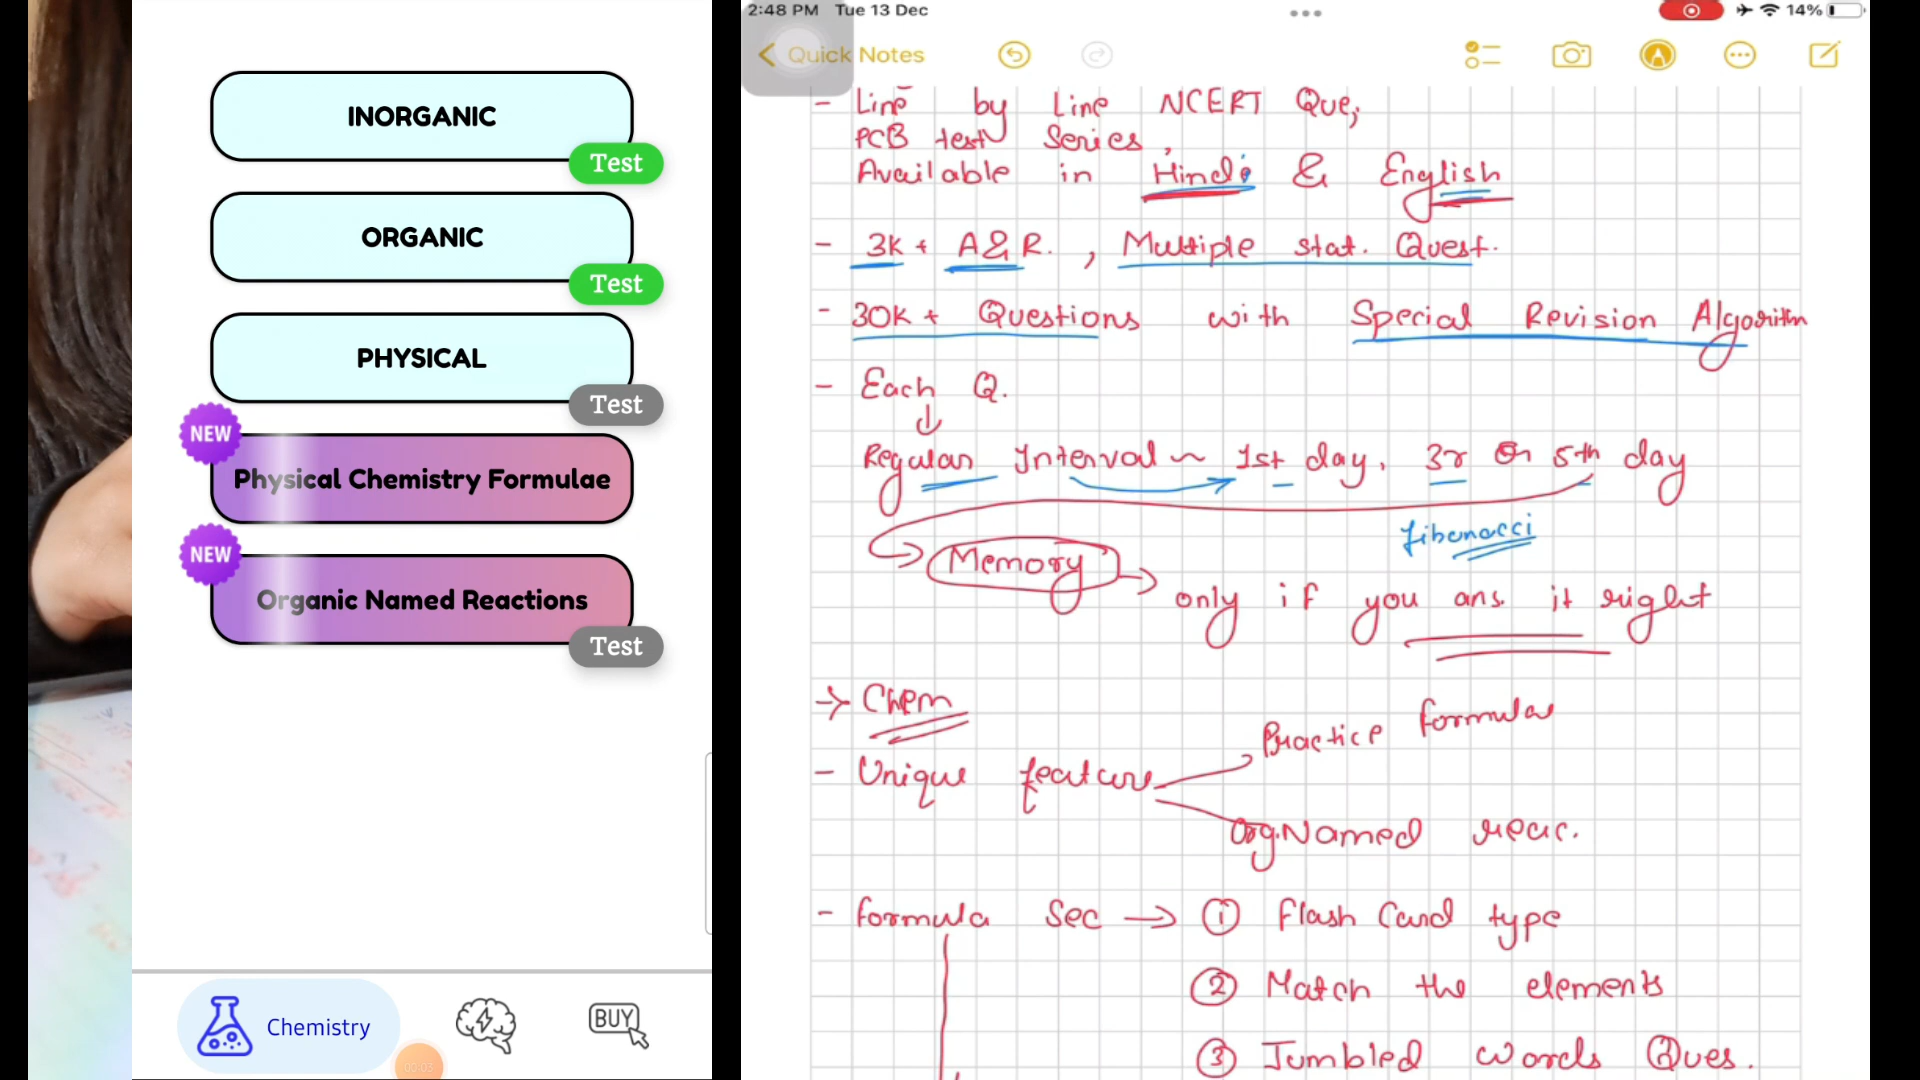 INORGANIC
Test
ORGANIC
Test
PHYSICAL
Test
NEW
Physical Chemistry Formulae
NEW
Organic Named Reactions
Test
Chemistry
BUY
00:03
2:48 PM Tue 13 Dec
14%
Quick Notes
- Line by Line NCERT Que,
PCB test Series,
Available in Hindi & English
- 3K + A&R. , Multiple stat. Quest.
- 30K + Questions with Special Revision Algorithm
- Each Q.
Regular Interval ~ 1st day, 3r or 5th day
fibonacci
Memory → only if you ans. it right
→ Chem
Practice formulae
- Unique feature
Org. Named reac.
- formula Sec → ① Flash Card type
② Match the elements
③ Jumbled words Ques.